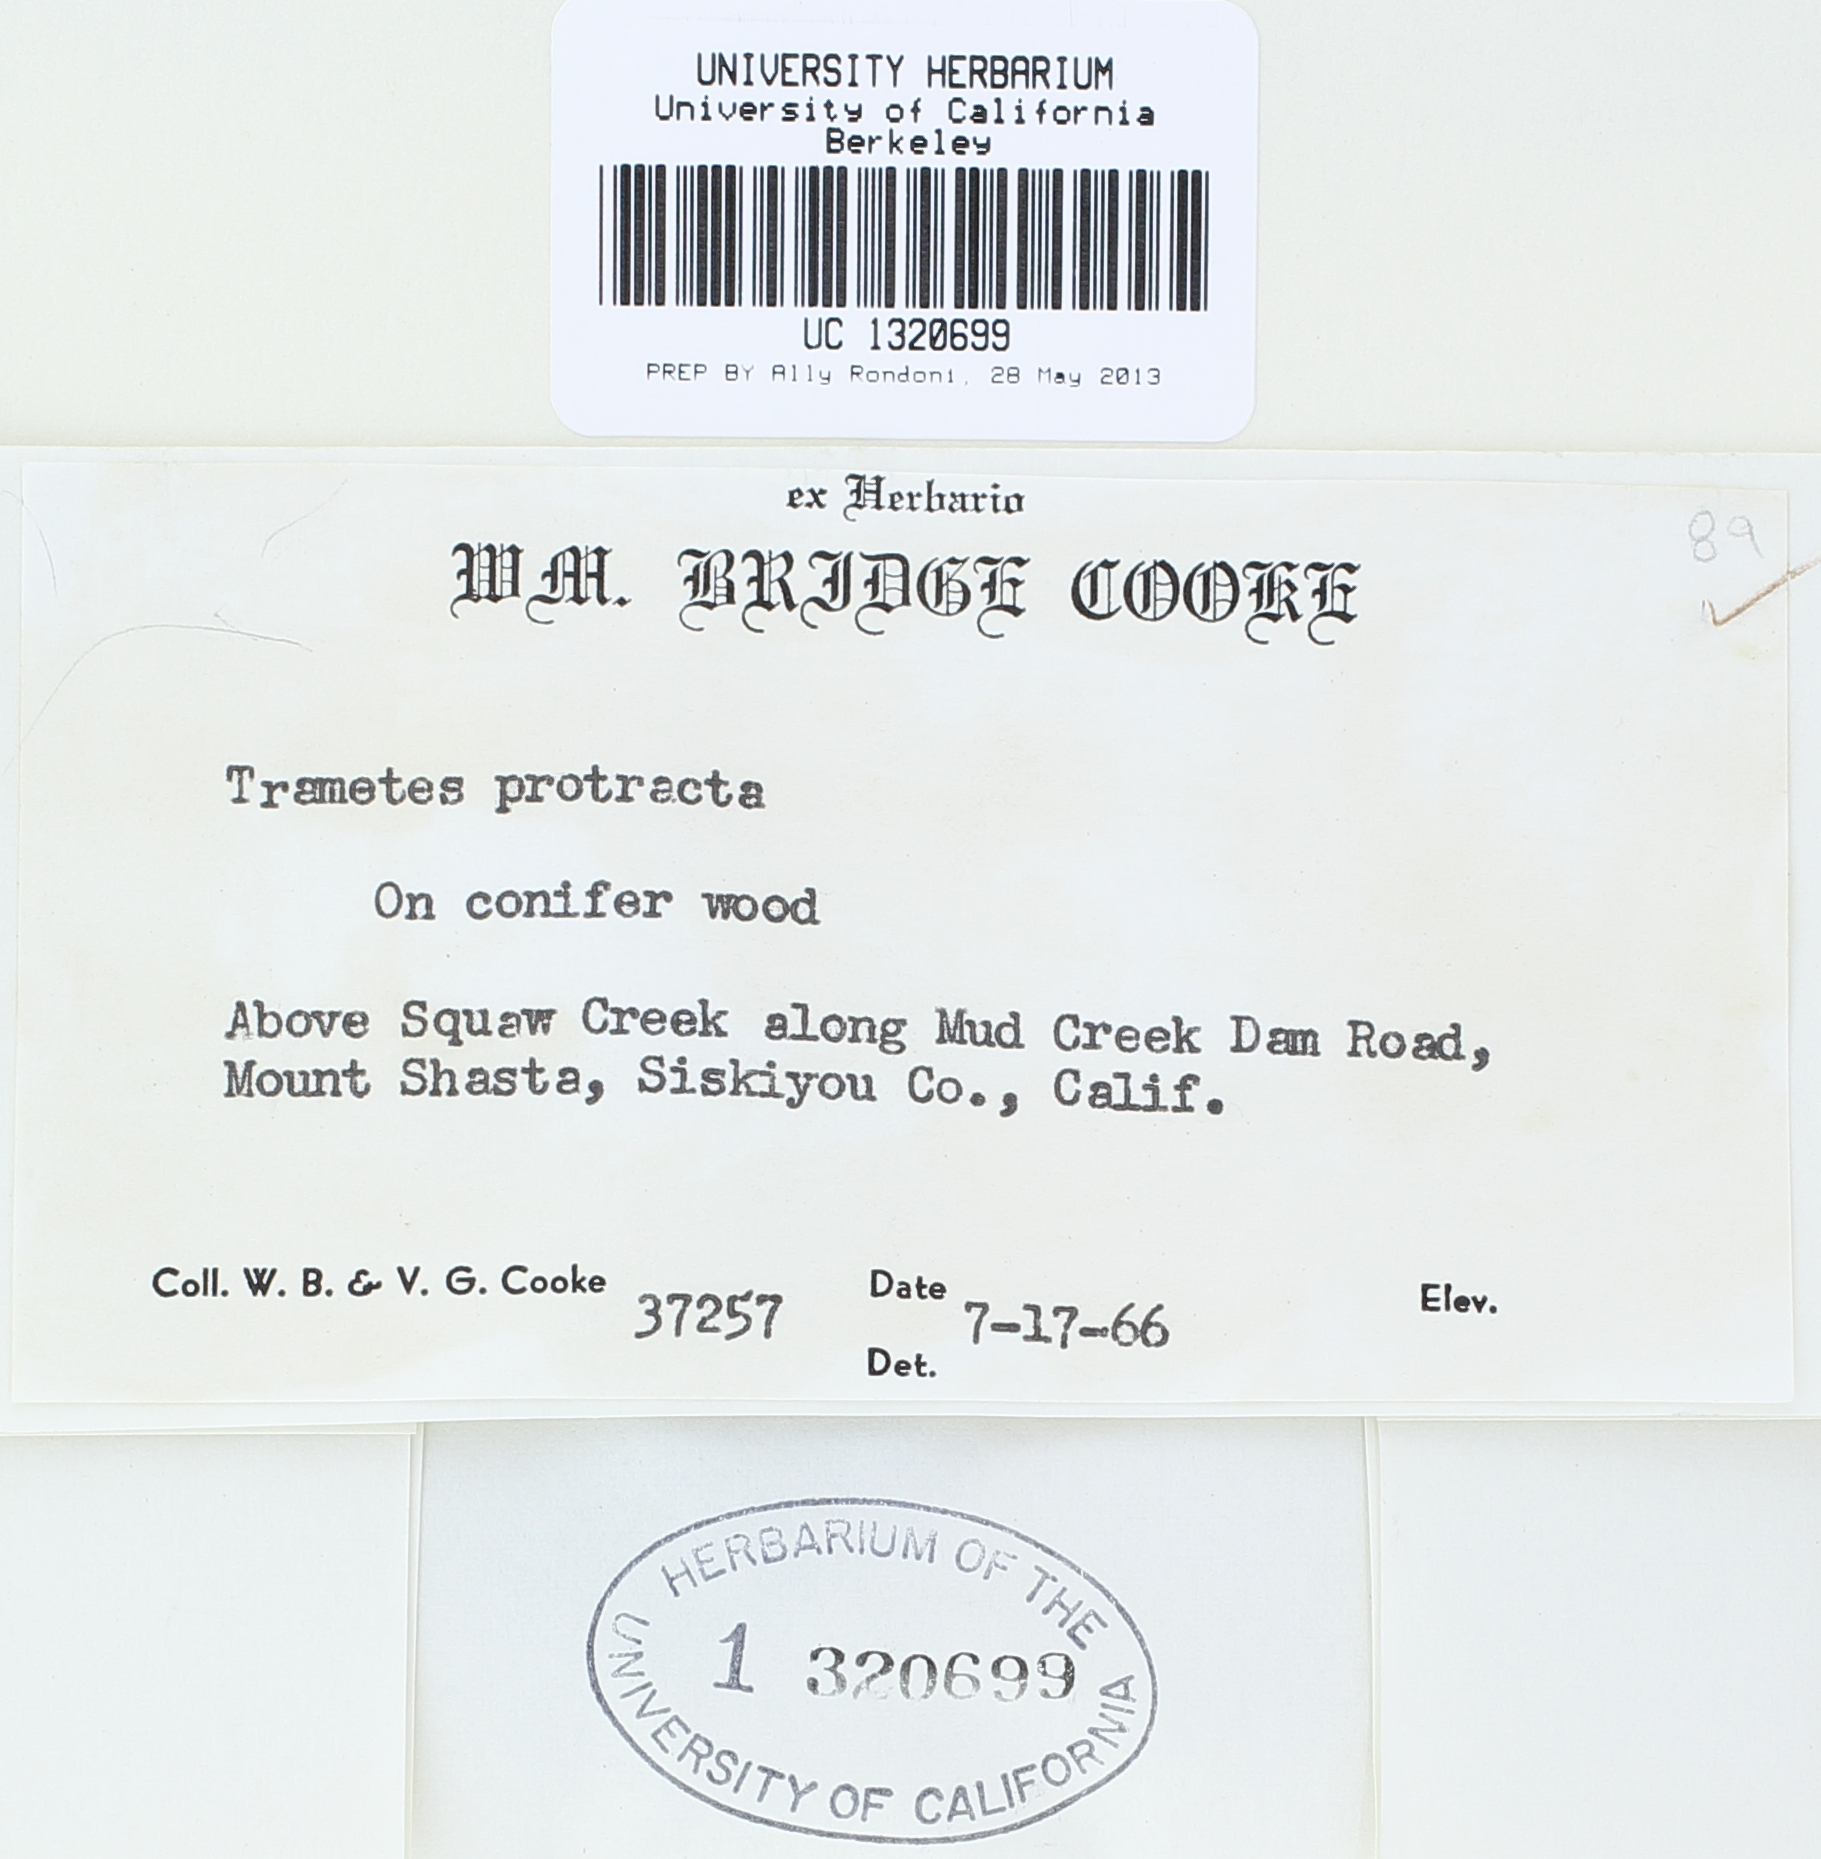 UNIVERSITY HERBARIUM
University of California
Berkeley
UC 1320699
PREP BY Ally Rondoni, 28 May 2013
ex Herbario
WM. BRIDGE COOKE
89
Trametes protracta
On conifer wood
Above Squaw Creek along Mud Creek Dam Road,
Mount Shasta, Siskiyou Co., Calif.
Coll. W. B. & V. G. Cooke 37257 Date 7-17-66 Elev.
Det.
HERBARIUM OF THE
1 320699
UNIVERSITY OF CALIFORNIA